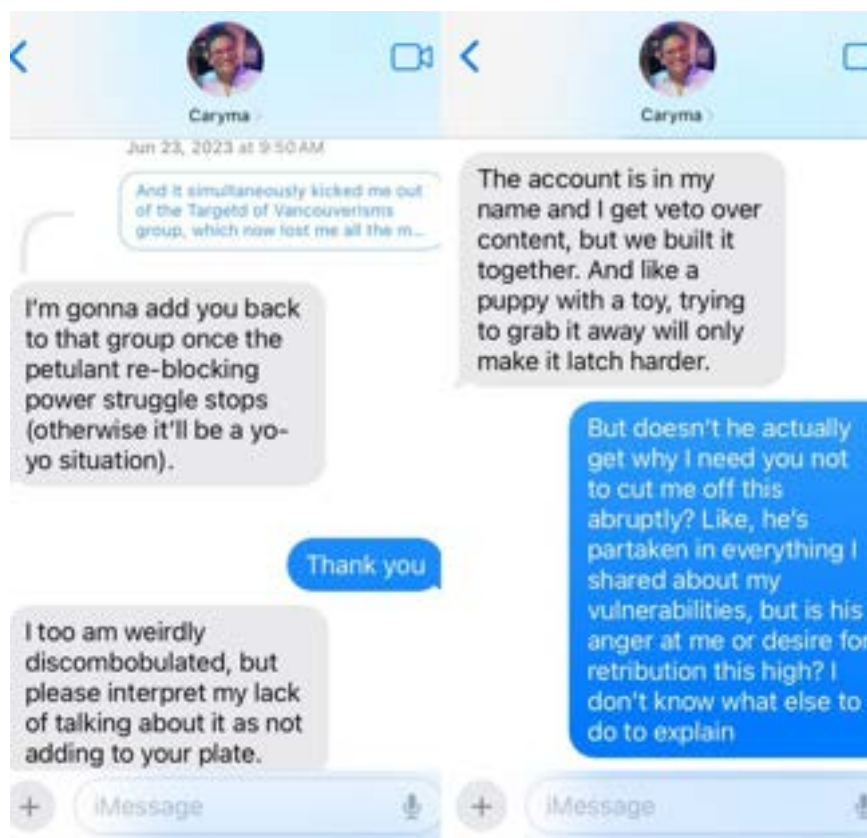 Caryma
Jun 23, 2023 at 9:50 AM
And it simultaneously kicked me out
of the Targetd of Vancouverisms
group, which now lost me all the m...
I'm gonna add you back
to that group once the
petulant re-blocking
power struggle stops
(otherwise it'll be a yo-
yo situation).
Thank you
I too am weirdly
discombobulated, but
please interpret my lack
of talking about it as not
adding to your plate.
iMessage
Caryma
The account is in my
name and I get veto over
content, but we built it
together. And like a
puppy with a toy, trying
to grab it away will only
make it latch harder.
But doesn't he actually
get why I need you not
to cut me off this
abruptly? Like, he's
partaken in everything I
shared about my
vulnerabilities, but is his
anger at me or desire for
retribution this high? I
don't know what else to
do to explain
iMessage